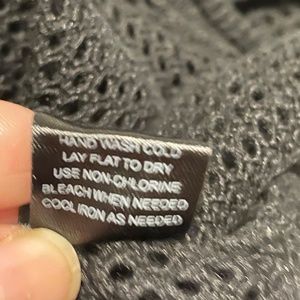 HAND WASH COLD
LAY FLAT TO DRY
USE NON-CHLORINE
BLEACH WHEN NEEDED
COOL IRON AS NEEDED